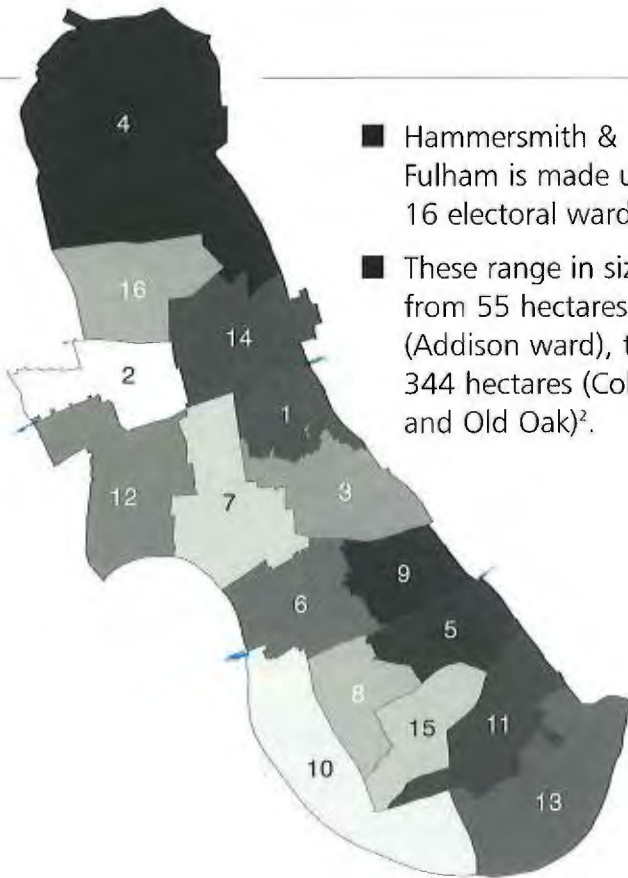 4
16
14
2
1
12
7
3
9
6
5
8
15
11
10
13
■ Hammersmith &
Fulham is made u
16 electoral ward
■ These range in siz
from 55 hectares
(Addison ward), t
344 hectares (Col
and Old Oak)².